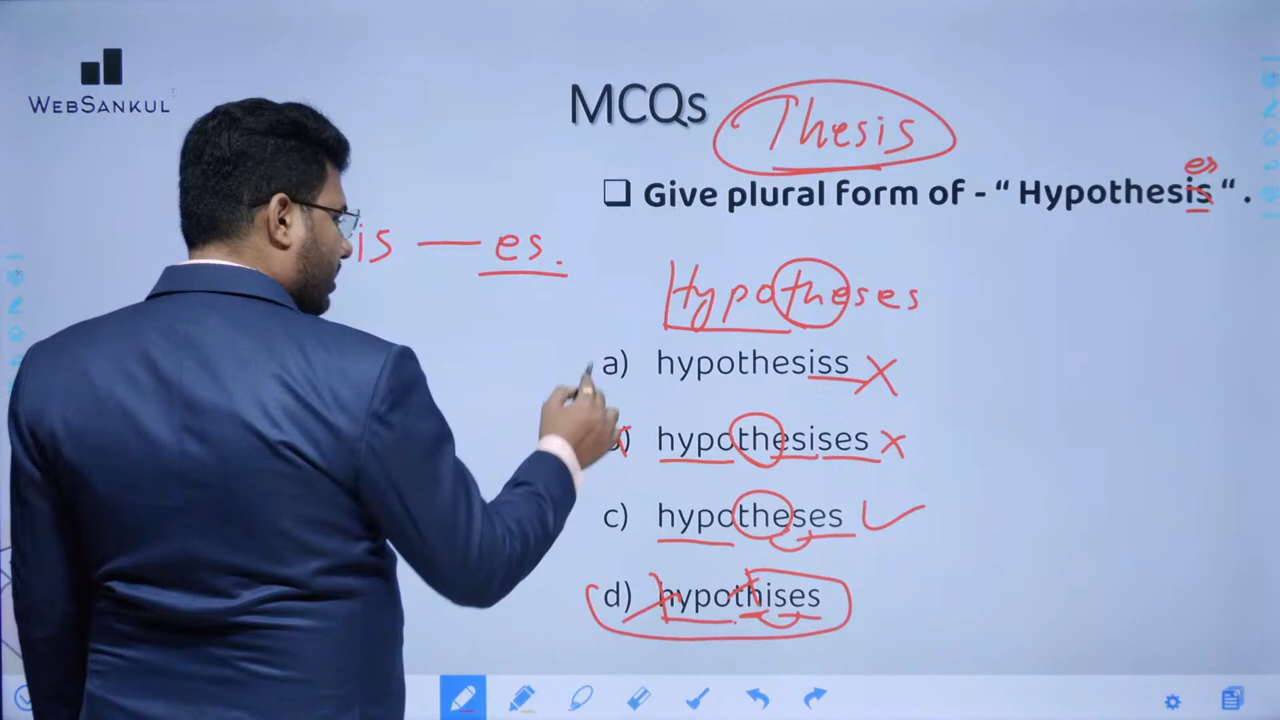 WEBSANKUL
MCQs
Thesis
es
❑ Give plural form of - “ Hypothesis “ .
is — es.
Hypotheses
a) hypothesiss
b) hypothesises
c) hypotheses
d) hypothises